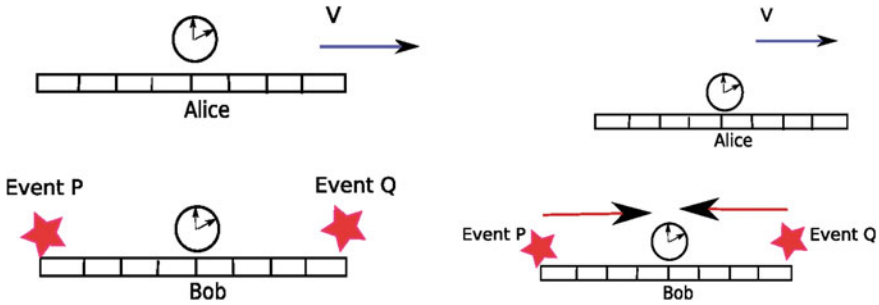 V
Alice
Event P
Event Q
Bob
V
Alice
Event P
Event Q
Bob